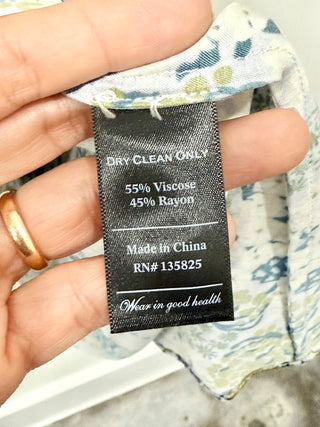 DRY CLEAN ONLY
55% Viscose
45% Rayon
Made in China
RN# 135825
Wear in good health